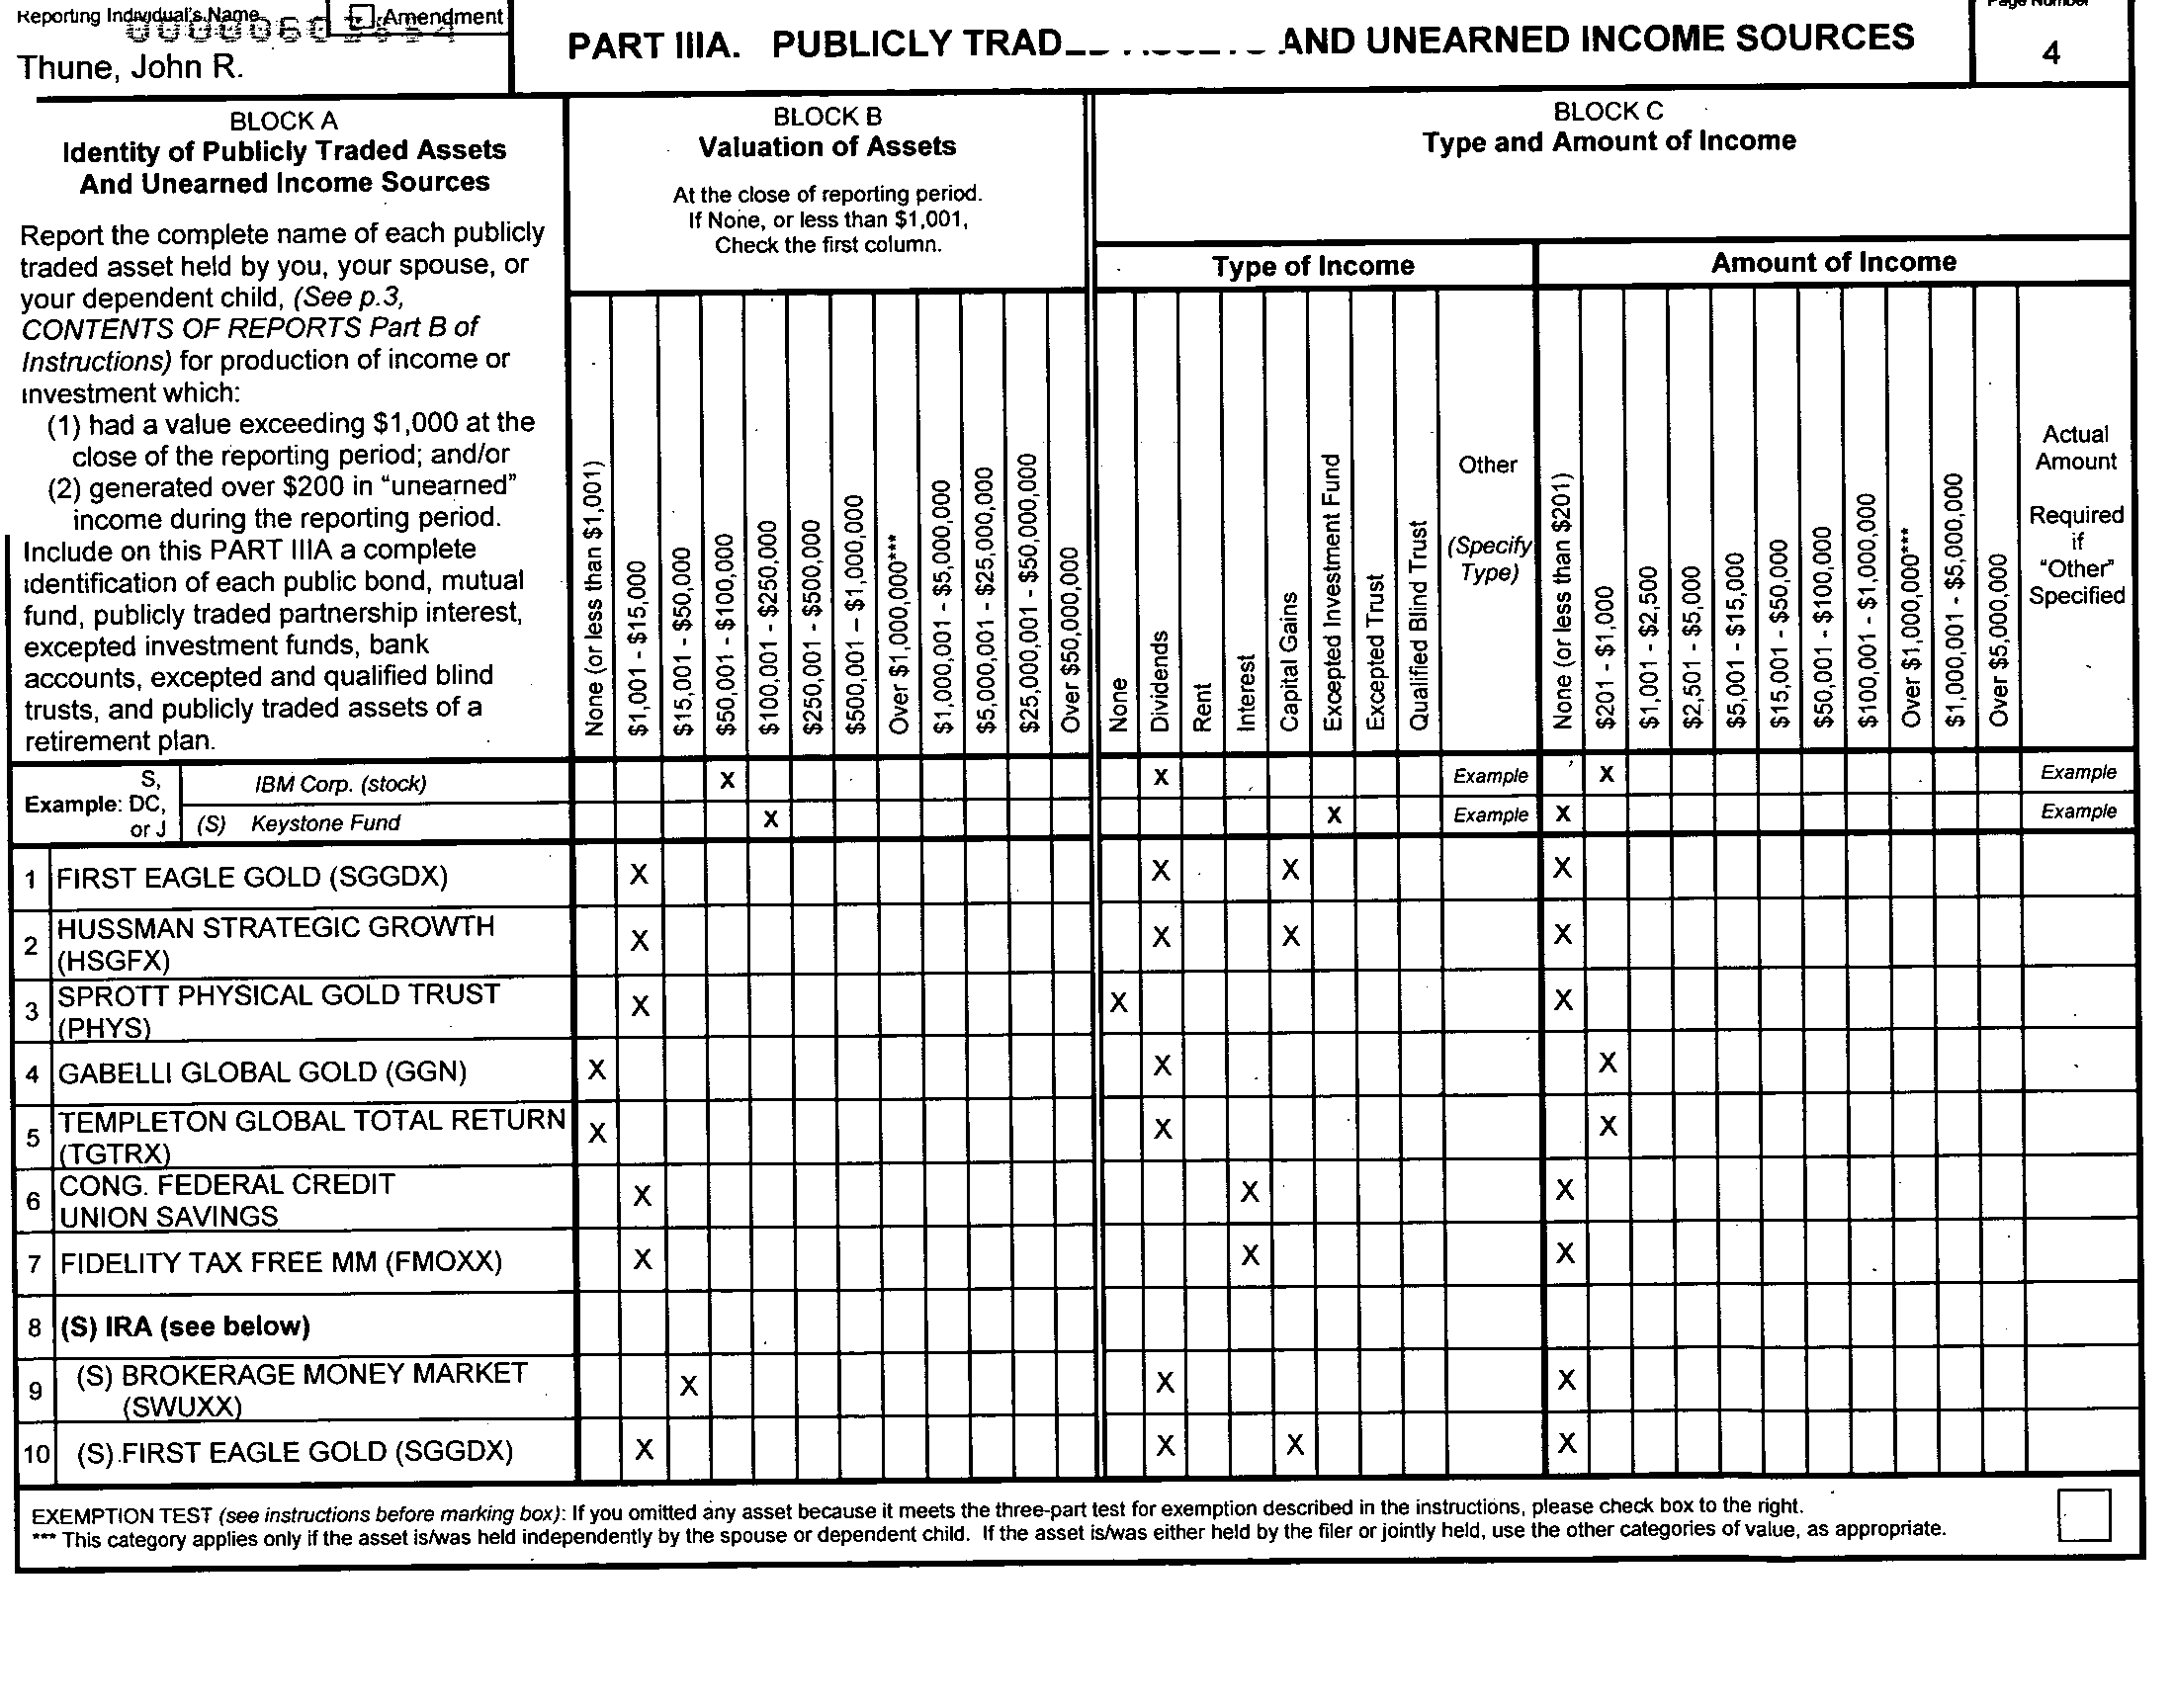 Reporting Individual's Name
Amendment
Thune, John R.
PART IIIA. PUBLICLY AND UNEARNED INCOME SOURCES
Page Number
4
BLOCK A
Identity of Publicly Traded Assets
And Unearned Income Sources
Report the complete name of each publicly
traded asset held by you, your spouse, or
your dependent child, (See p.3,
CONTENTS OF REPORTS Part B of
Instructions) for production of income or
investment which:
(1) had a value exceeding $1,000 at the
close of the reporting period; and/or
(2) generated over $200 in “unearned”
income during the reporting period.
Include on this PART IIIA a complete
identification of each public bond, mutual
fund, publicly traded partnership interest,
excepted investment funds, bank
accounts, excepted and qualified blind
trusts, and publicly traded assets of a
retirement plan.
BLOCK B
Valuation of Assets
At the close of reporting period.
If None, or less than $1,001,
Check the first column.
None (or less than $1,001)
$1,001 - $15,000
$15,001 - $50,000
$50,001 - $100,000
$100,001 - $250,000
$250,001 - $500,000
$500,001 – $1,000,000
Over $1,000,000***
$1,000,001 - $5,000,000
$5,000,001 - $25,000,000
$25,000,001 - $50,000,000
Over $50,000,000
BLOCK C
Type and Amount of Income
Type of Income
None
Dividends
Rent
Interest
Capital Gains
Excepted Investment Fund
Excepted Trust
Qualified Blind Trust
Other
(Specify
Type)
Amount of Income
None (or less than $201)
$201 - $1,000
$1,001 - $2,500
$2,501 - $5,000
$5,001 - $15,000
$15,001 - $50,000
$50,001 - $100,000
$100,001 - $1,000,000
Over $1,000,000***
$1,000,001 - $5,000,000
Over $5,000,000
Actual
Amount
Required
if
“Other”
Specified
Example: S, DC, or J
IBM Corp. (stock) X X Example X Example
(S) Keystone Fund X X Example X Example
1 FIRST EAGLE GOLD (SGGDX) X X X X
2 HUSSMAN STRATEGIC GROWTH
(HSGFX) X X X X
3 SPROTT PHYSICAL GOLD TRUST
(PHYS) X X X
4 GABELLI GLOBAL GOLD (GGN) X X X
5 TEMPLETON GLOBAL TOTAL RETURN
(TGTRX) X X X
6 CONG. FEDERAL CREDIT
UNION SAVINGS X X X
7 FIDELITY TAX FREE MM (FMOXX) X X X
8 (S) IRA (see below)
9 (S) BROKERAGE MONEY MARKET
(SWUXX) X X X
10 (S) FIRST EAGLE GOLD (SGGDX) X X X X
EXEMPTION TEST (see instructions before marking box): If you omitted any asset because it meets the three-part test for exemption described in the instructions, please check box to the right.
*** This category applies only if the asset is/was held independently by the spouse or dependent child. If the asset is/was either held by the filer or jointly held, use the other categories of value, as appropriate.